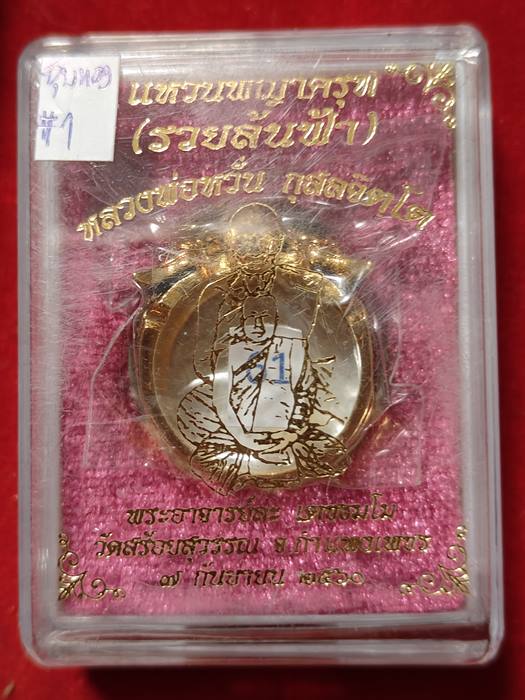 ชุบทอง
#1
แหวนพญาครุฑ
(รวยล้นฟ้า)
หลวงพ่อหวั่น กุสลจิตโต
31
พระอาจารย์ละ เตชธมฺโม
วัดสร้อยสุวรรณ จ.กำแพงเพชร
๗ กันยายน ๒๕๖๐